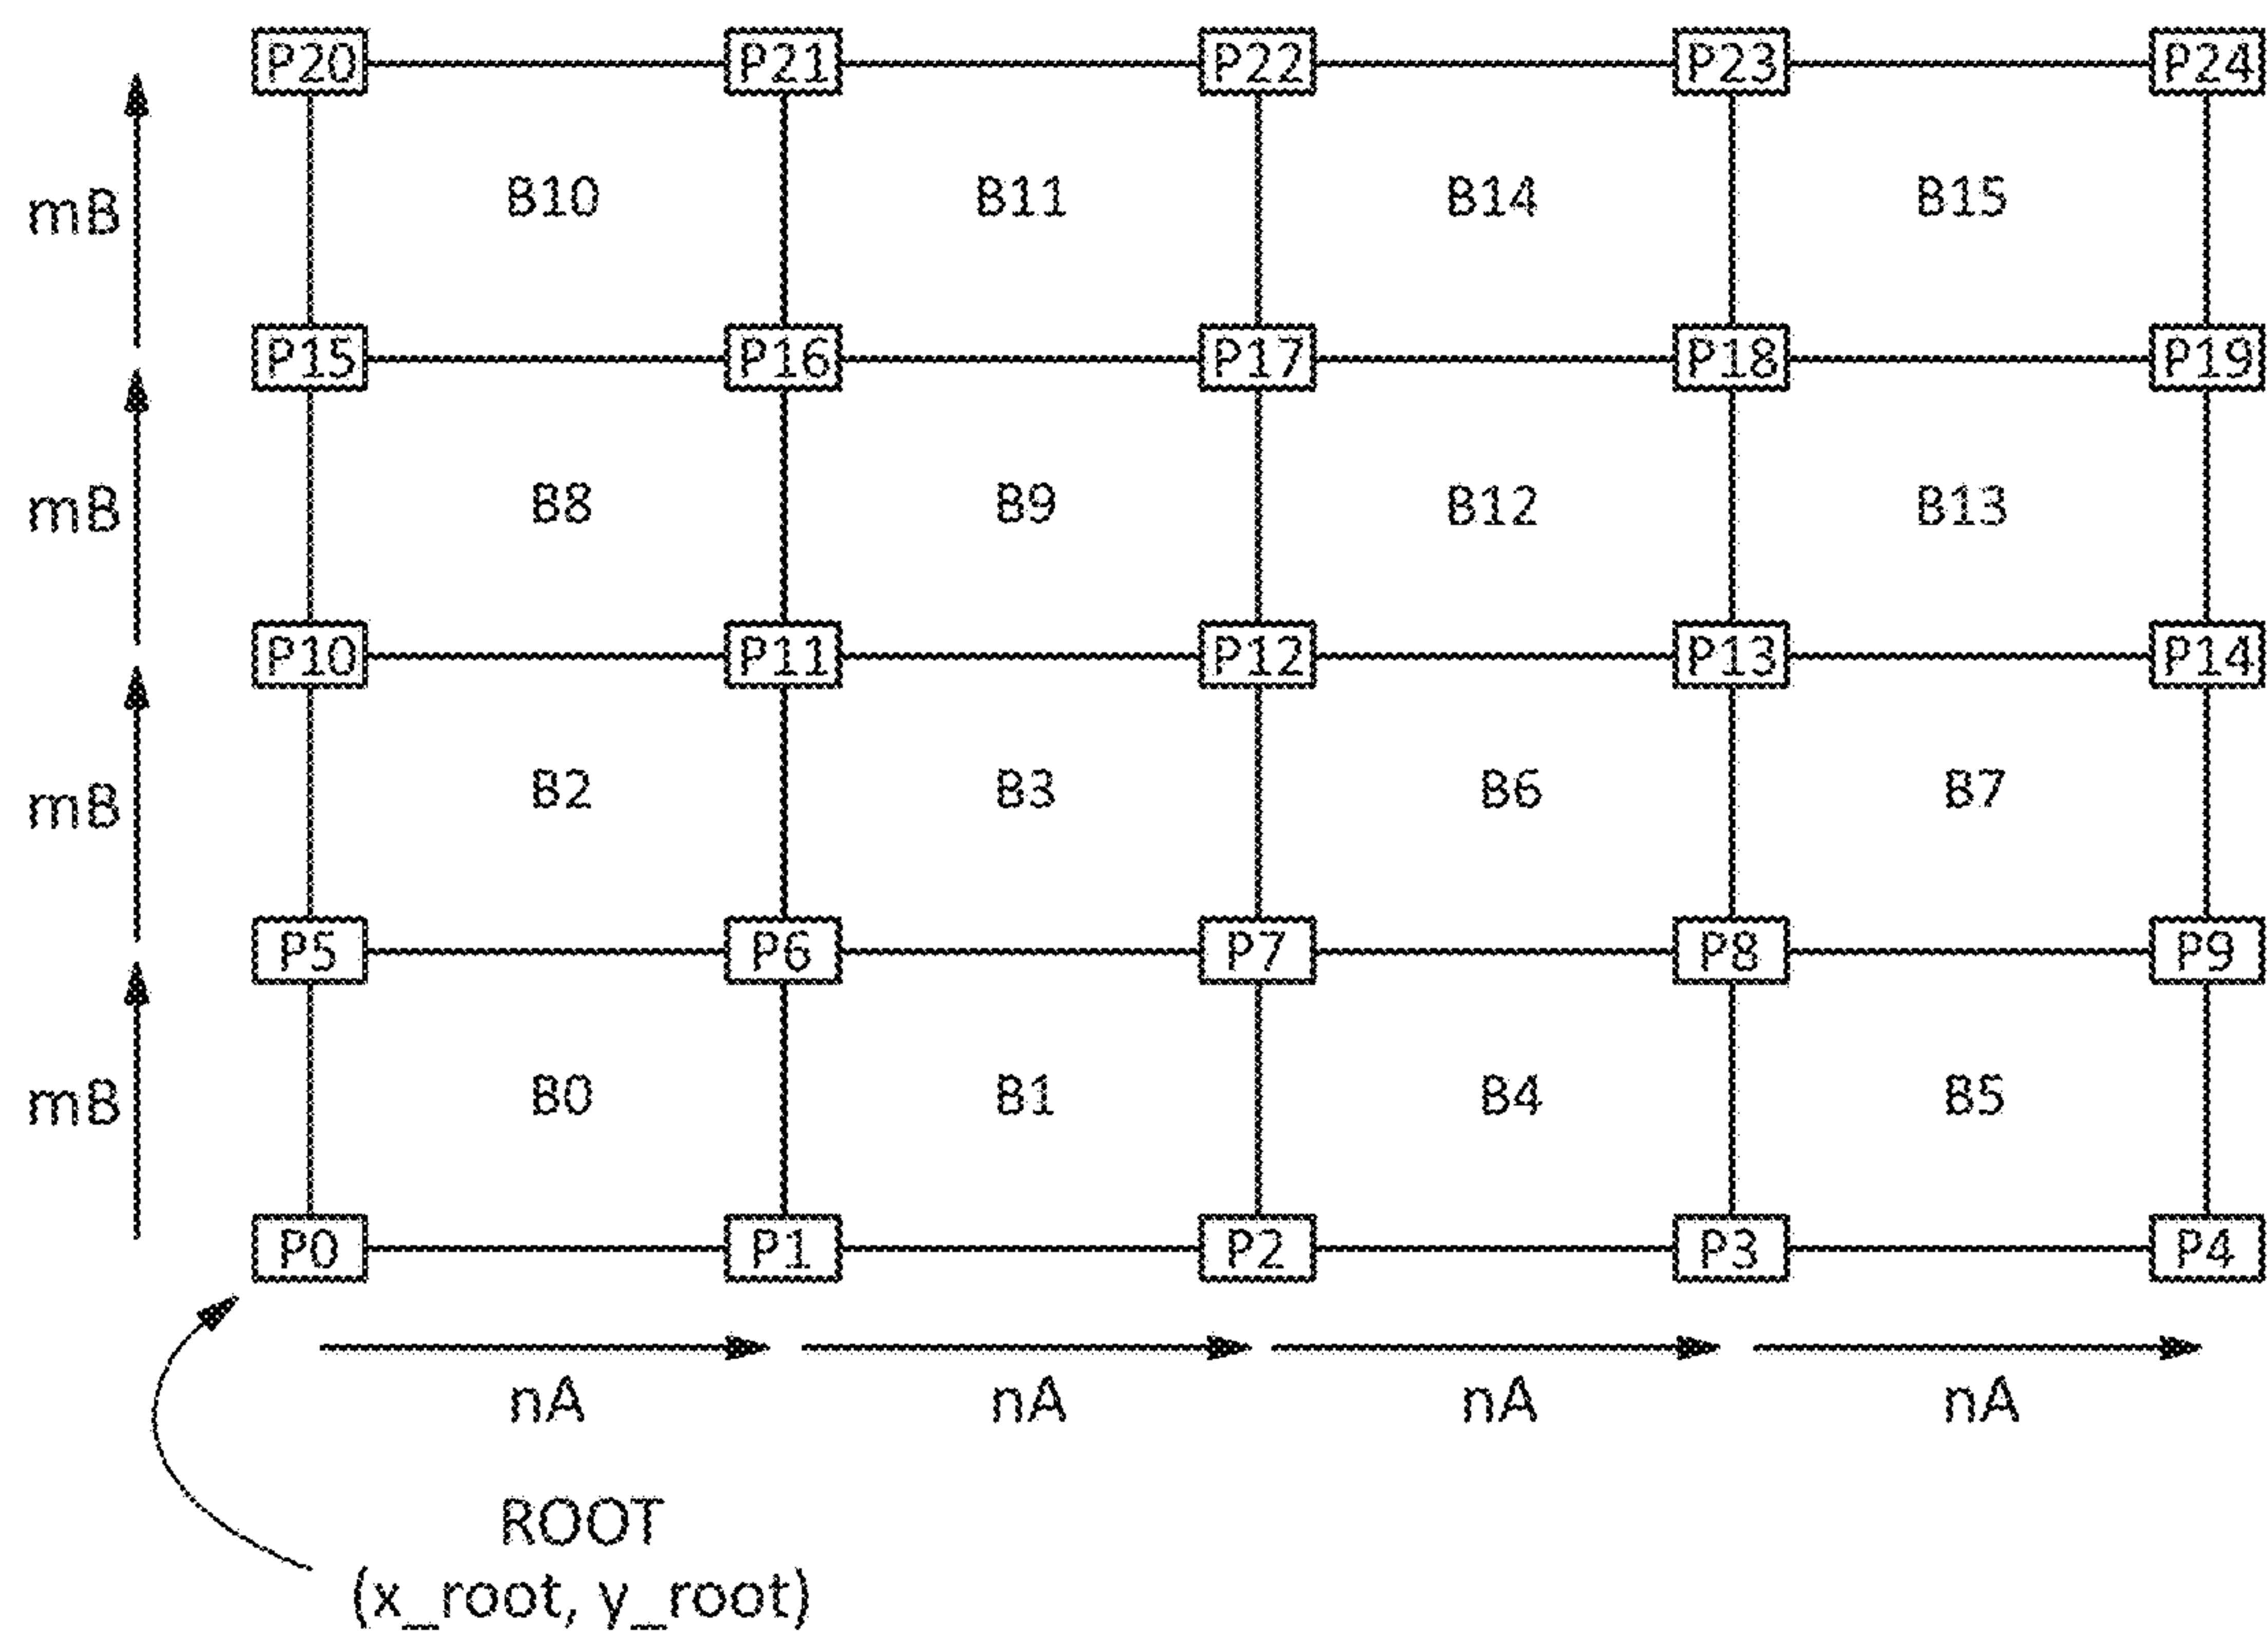 P20 P21 P22 P23 P24
mB B10 B11 B14 B15
P15 P16 P17 P18 P19
mB B8 B9 B12 B13
P10 P11 P12 P13 P14
mB B2 B3 B6 B7
P5 P6 P7 P8 P9
mB B0 B1 B4 B5
P0 P1 P2 P3 P4
nA nA nA nA
ROOT
(x_root, y_root)